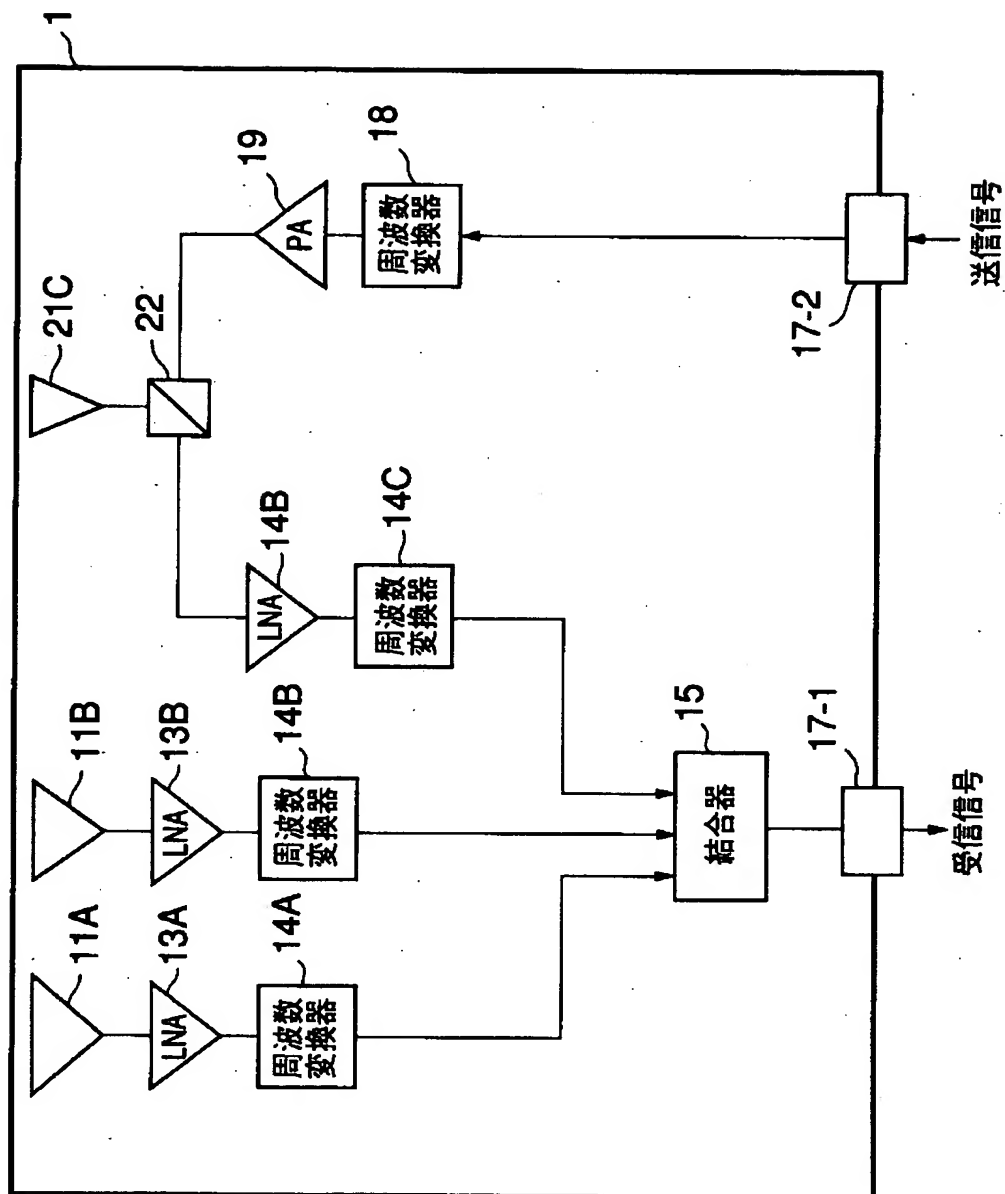 1
11A
11B
21C
22
19
PA
18
周波数
変換器
13A
LNA
13B
LNA
14B
LNA
14A
周波数
変換器
14B
周波数
変換器
14C
周波数
変換器
15
結合器
17-1
受信信号
17-2
送信信号